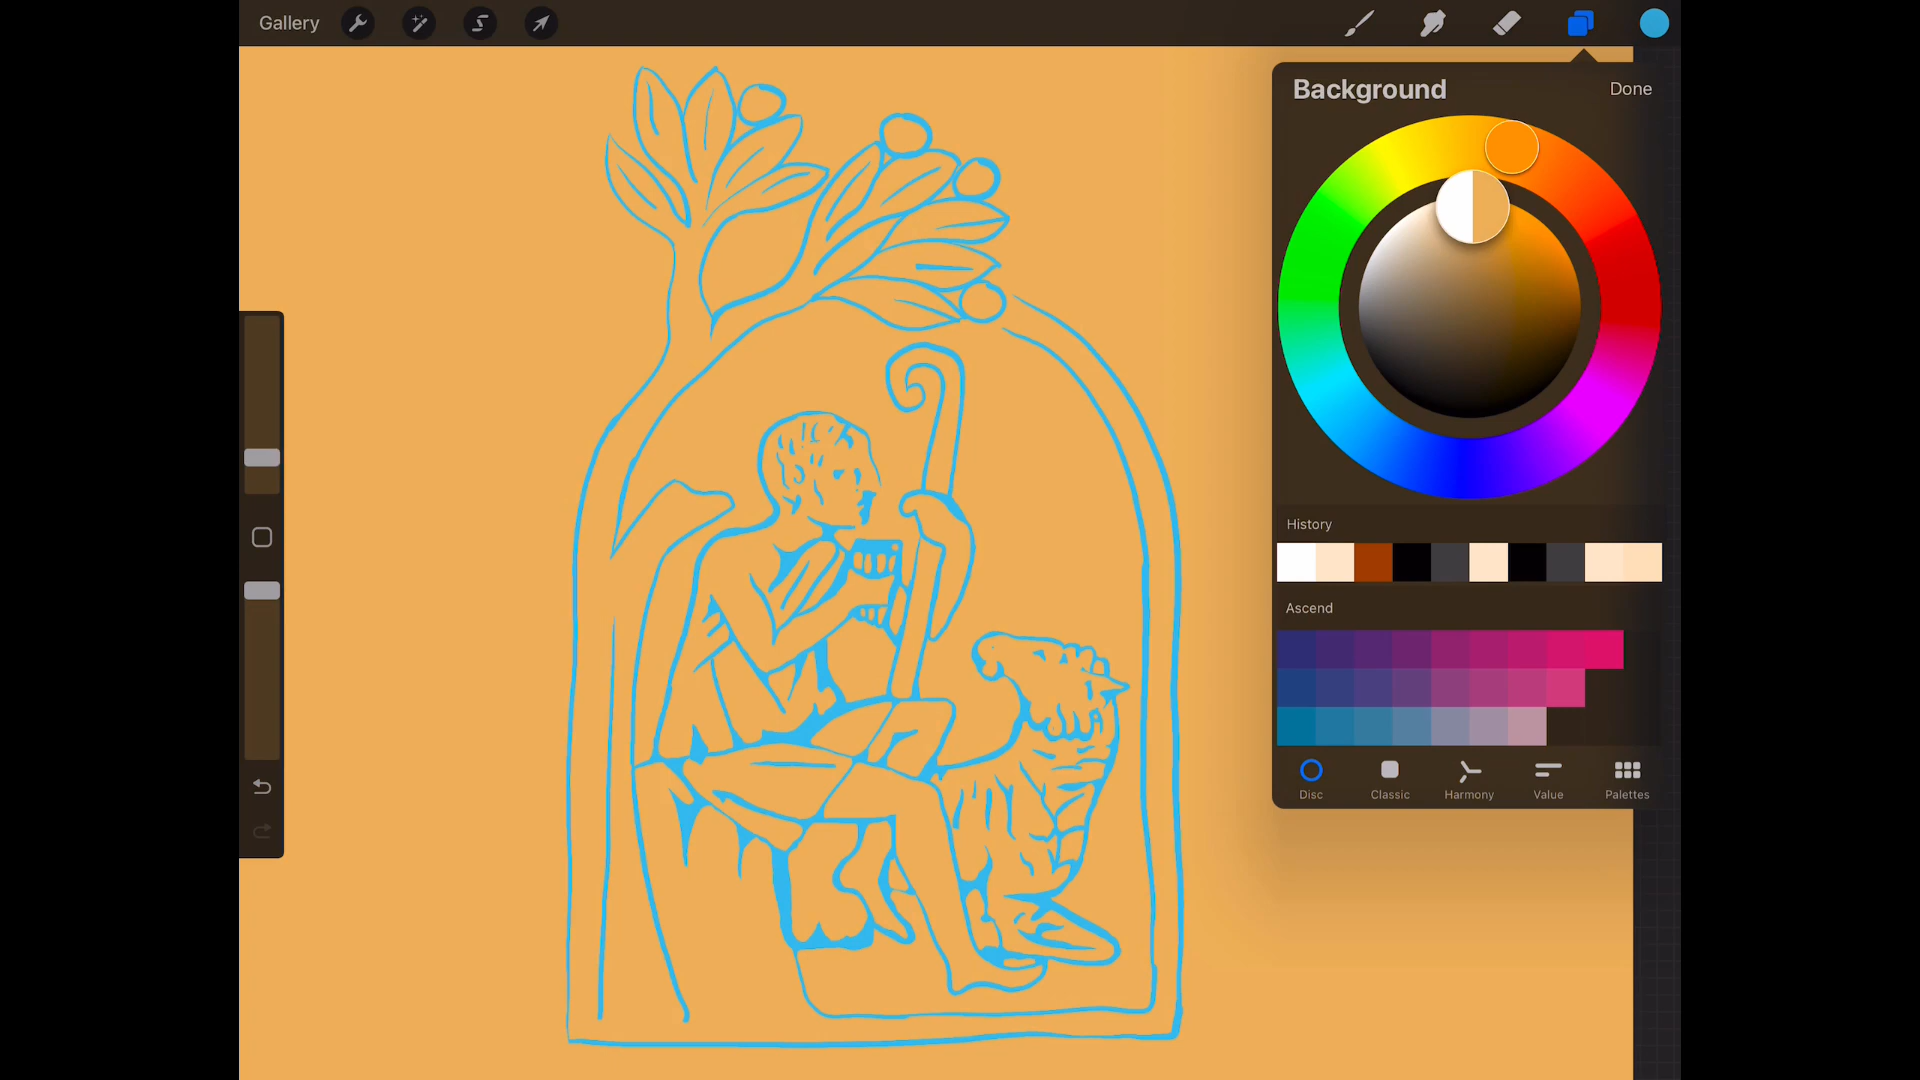 Gallery
Background
Done
History
Ascend
Disc
Classic
Harmony
Value
Palettes